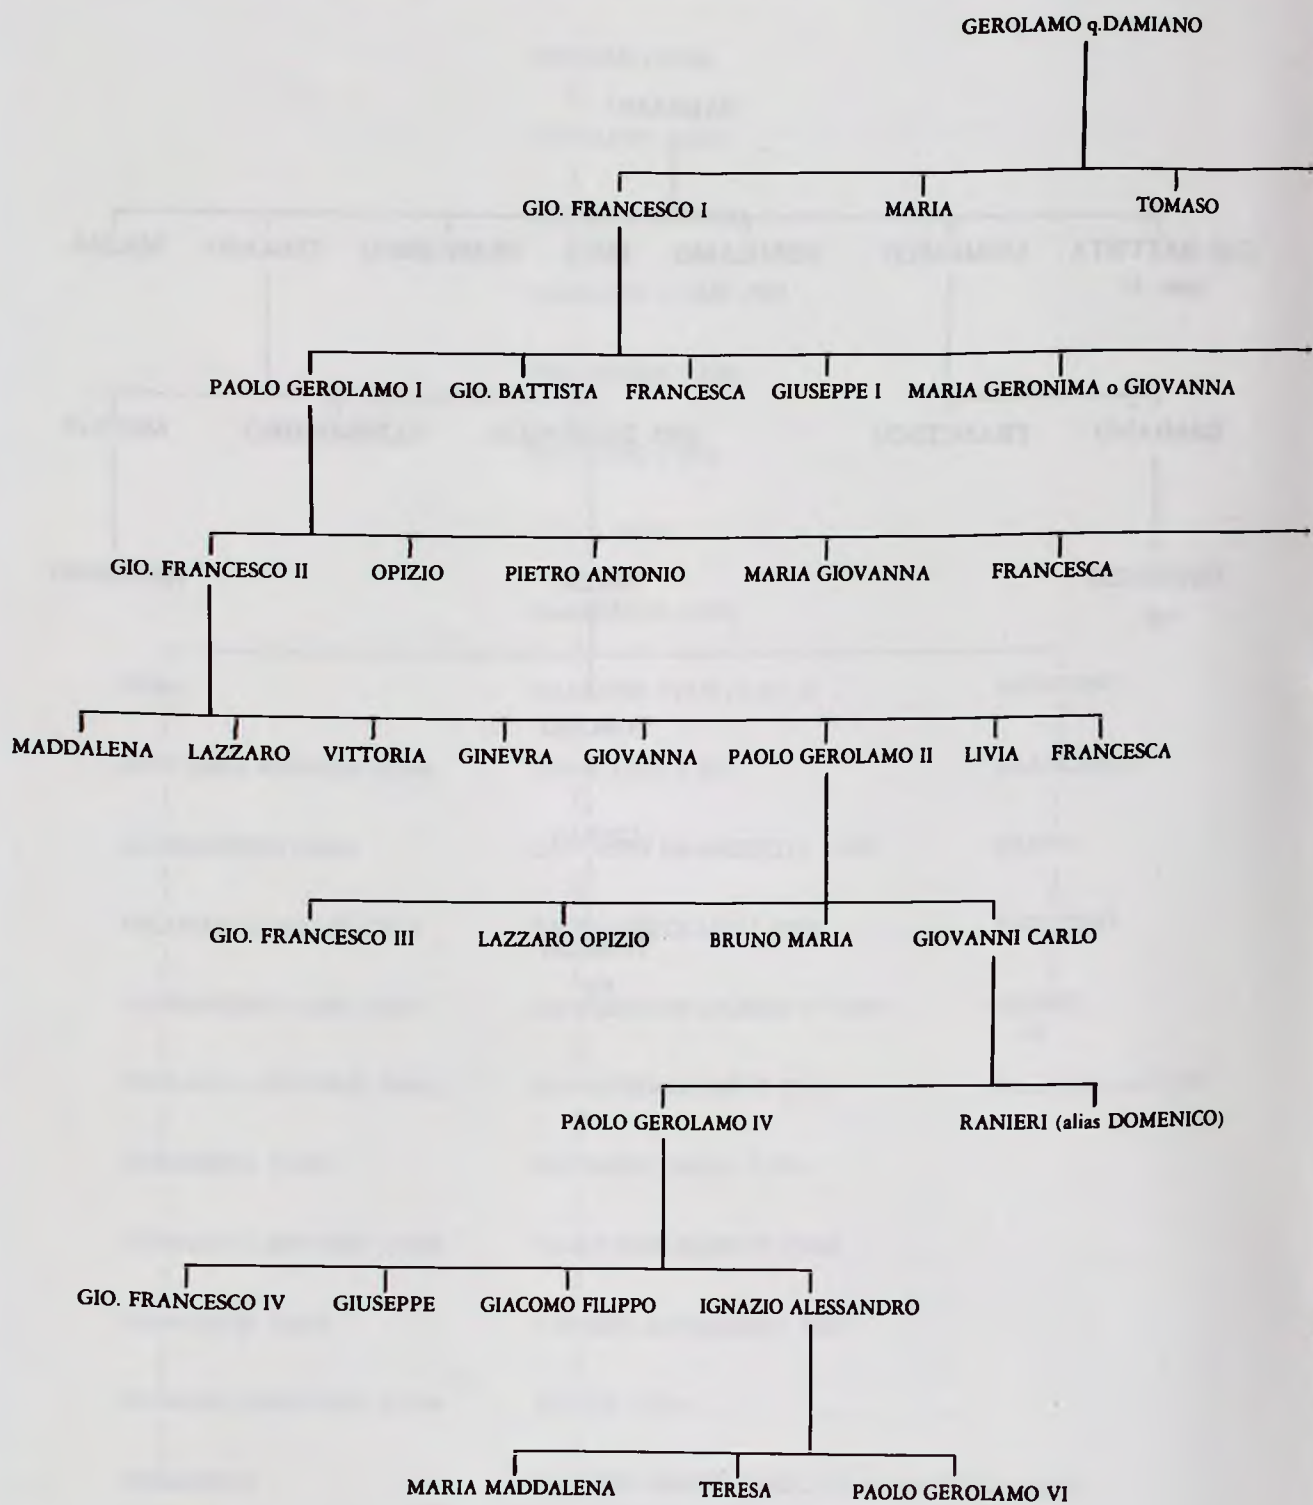 GEROLAMO q.DAMIANO
GIO. FRANCESCO I MARIA TOMASO
PAOLO GEROLAMO I GIO. BATTISTA FRANCESCA GIUSEPPE I MARIA GERONIMA o GIOVANNA
GIO. FRANCESCO II OPIZIO PIETRO ANTONIO MARIA GIOVANNA FRANCESCA
MADDALENA LAZZARO VITTORIA GINEVRA GIOVANNA PAOLO GEROLAMO II LIVIA FRANCESCA
GIO. FRANCESCO III LAZZARO OPIZIO BRUNO MARIA GIOVANNI CARLO
PAOLO GEROLAMO IV RANIERI (alias DOMENICO)
GIO. FRANCESCO IV GIUSEPPE GIACOMO FILIPPO IGNAZIO ALESSANDRO
MARIA MADDALENA TERESA PAOLO GEROLAMO VI